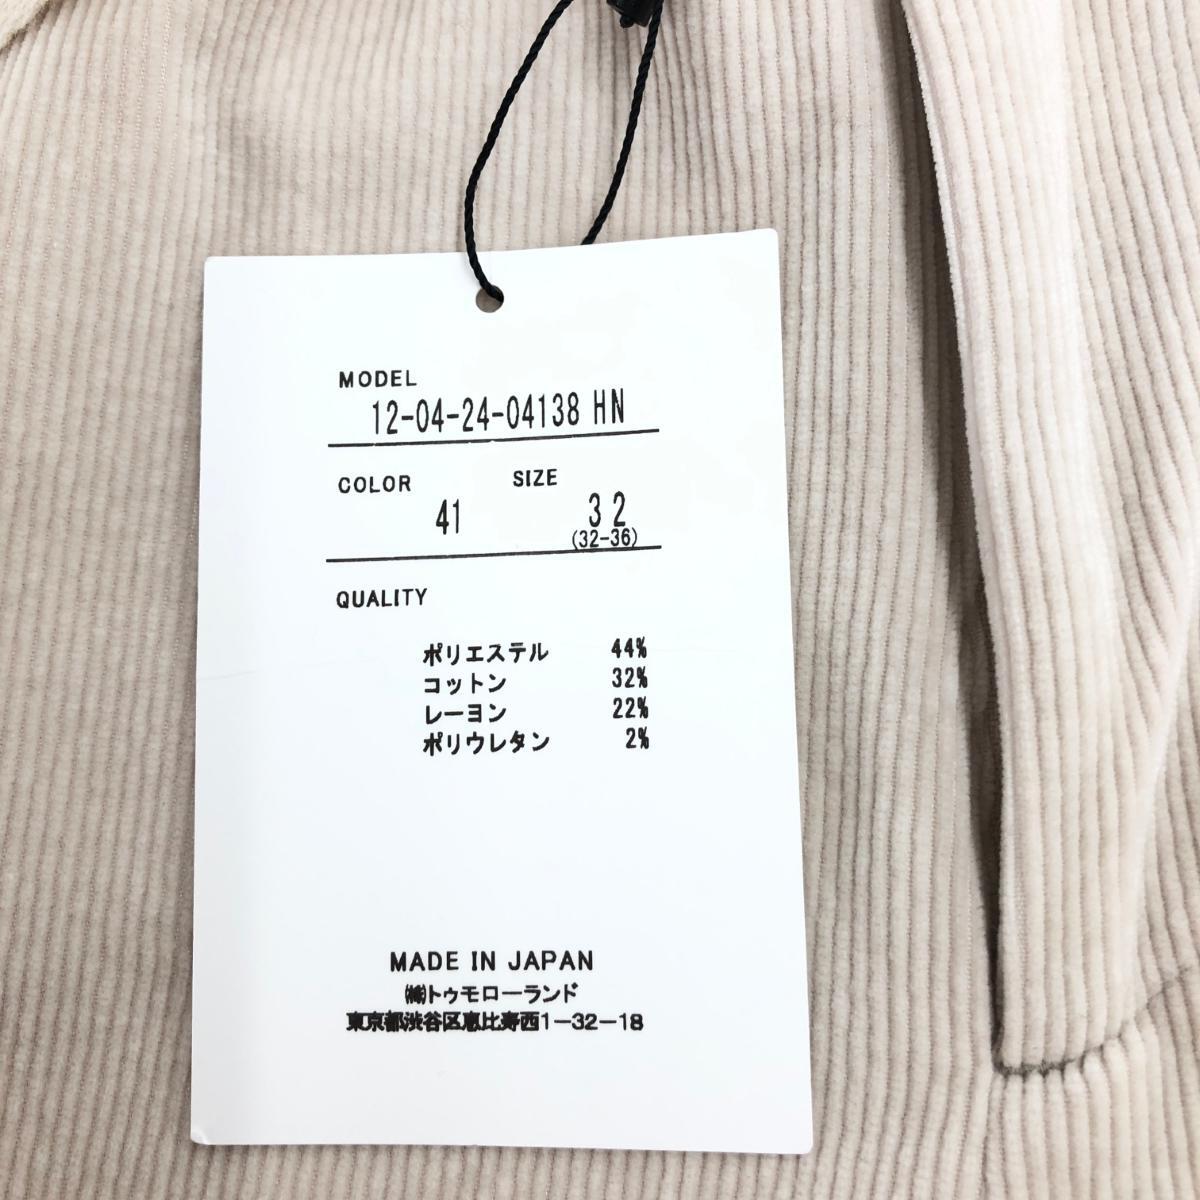 MODEL
12-04-24-04138 HN
COLOR SIZE
41 32
(32-36)
QUALITY
ポリエステル 44%
コットン 32%
レーヨン 22%
ポリウレタン 2%
MADE IN JAPAN
㈱トゥモローランド
東京都渋谷区恵比寿西1-32-18